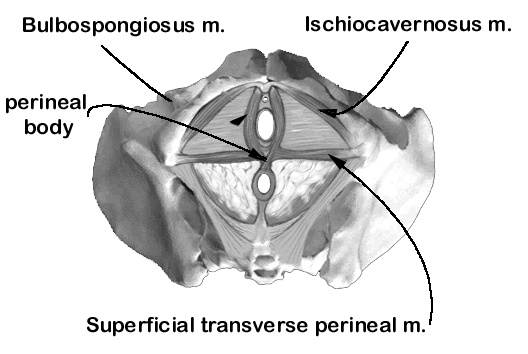 Bulbospongiosus m.
Ischiocavernosus m.
perineal
body
Superficial transverse perineal m.